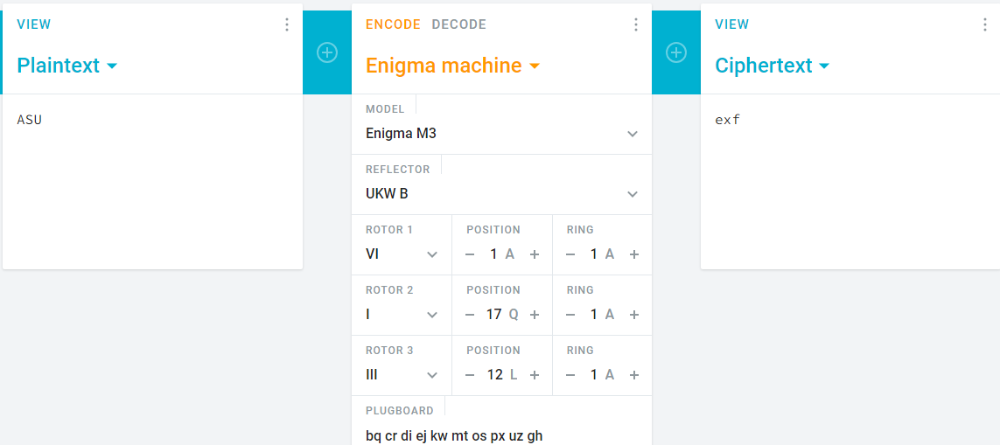 VIEW
Plaintext
ASU
ENCODE DECODE
Enigma machine
MODEL
Enigma M3
REFLECTOR
UKW B
ROTOR 1 POSITION RING
VI − 1 A + − 1 A +
ROTOR 2 POSITION RING
I − 17 Q + − 1 A +
ROTOR 3 POSITION RING
III − 12 L + − 1 A +
PLUGBOARD
bq cr di ej kw mt os px uz gh
VIEW
Ciphertext
exf